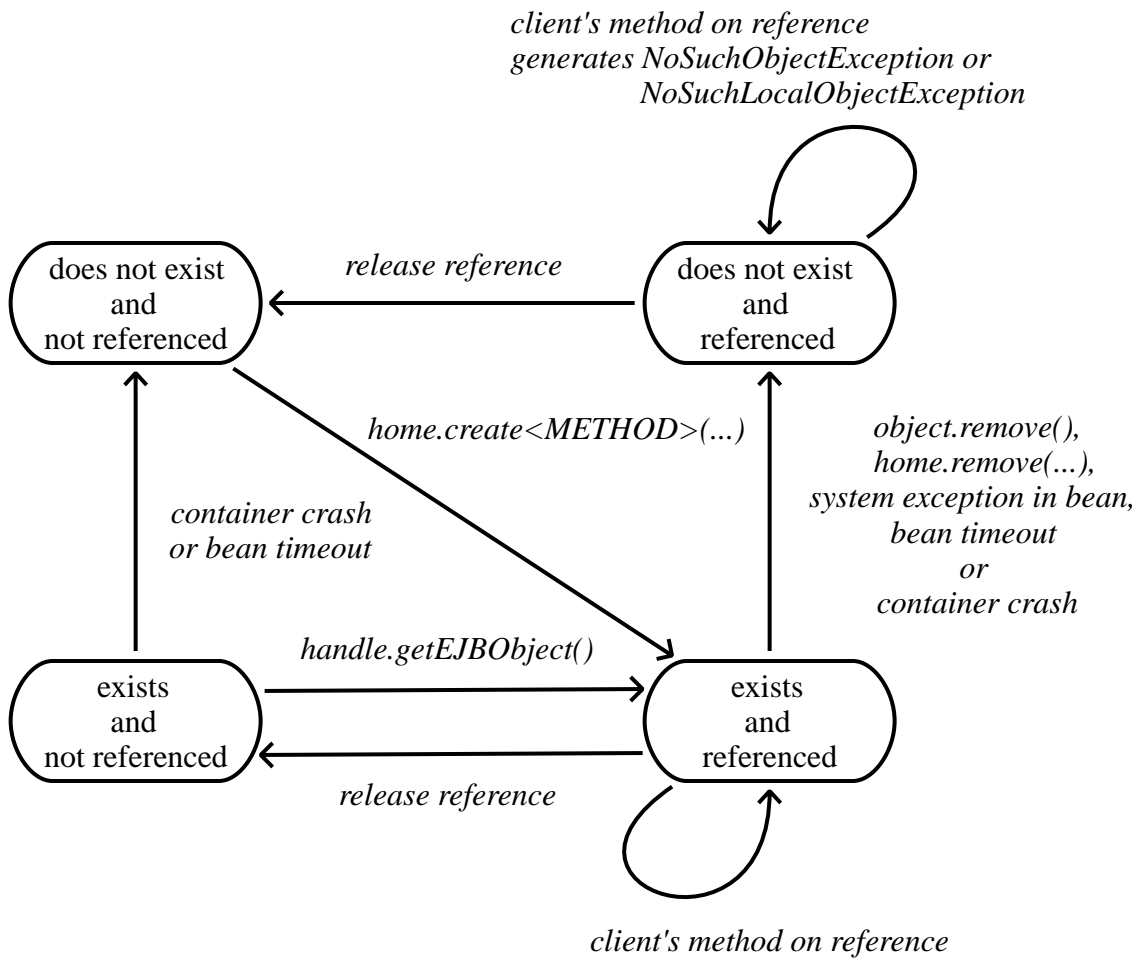 client's method on reference
generates NoSuchObjectException or
NoSuchLocalObjectException
does not exist
and
not referenced
release reference
does not exist
and
referenced
home.create<METHOD>(...)
object.remove(),
home.remove(...),
system exception in bean,
bean timeout
or
container crash
container crash
or bean timeout
handle.getEJBObject()
exists
and
not referenced
exists
and
referenced
release reference
client's method on reference